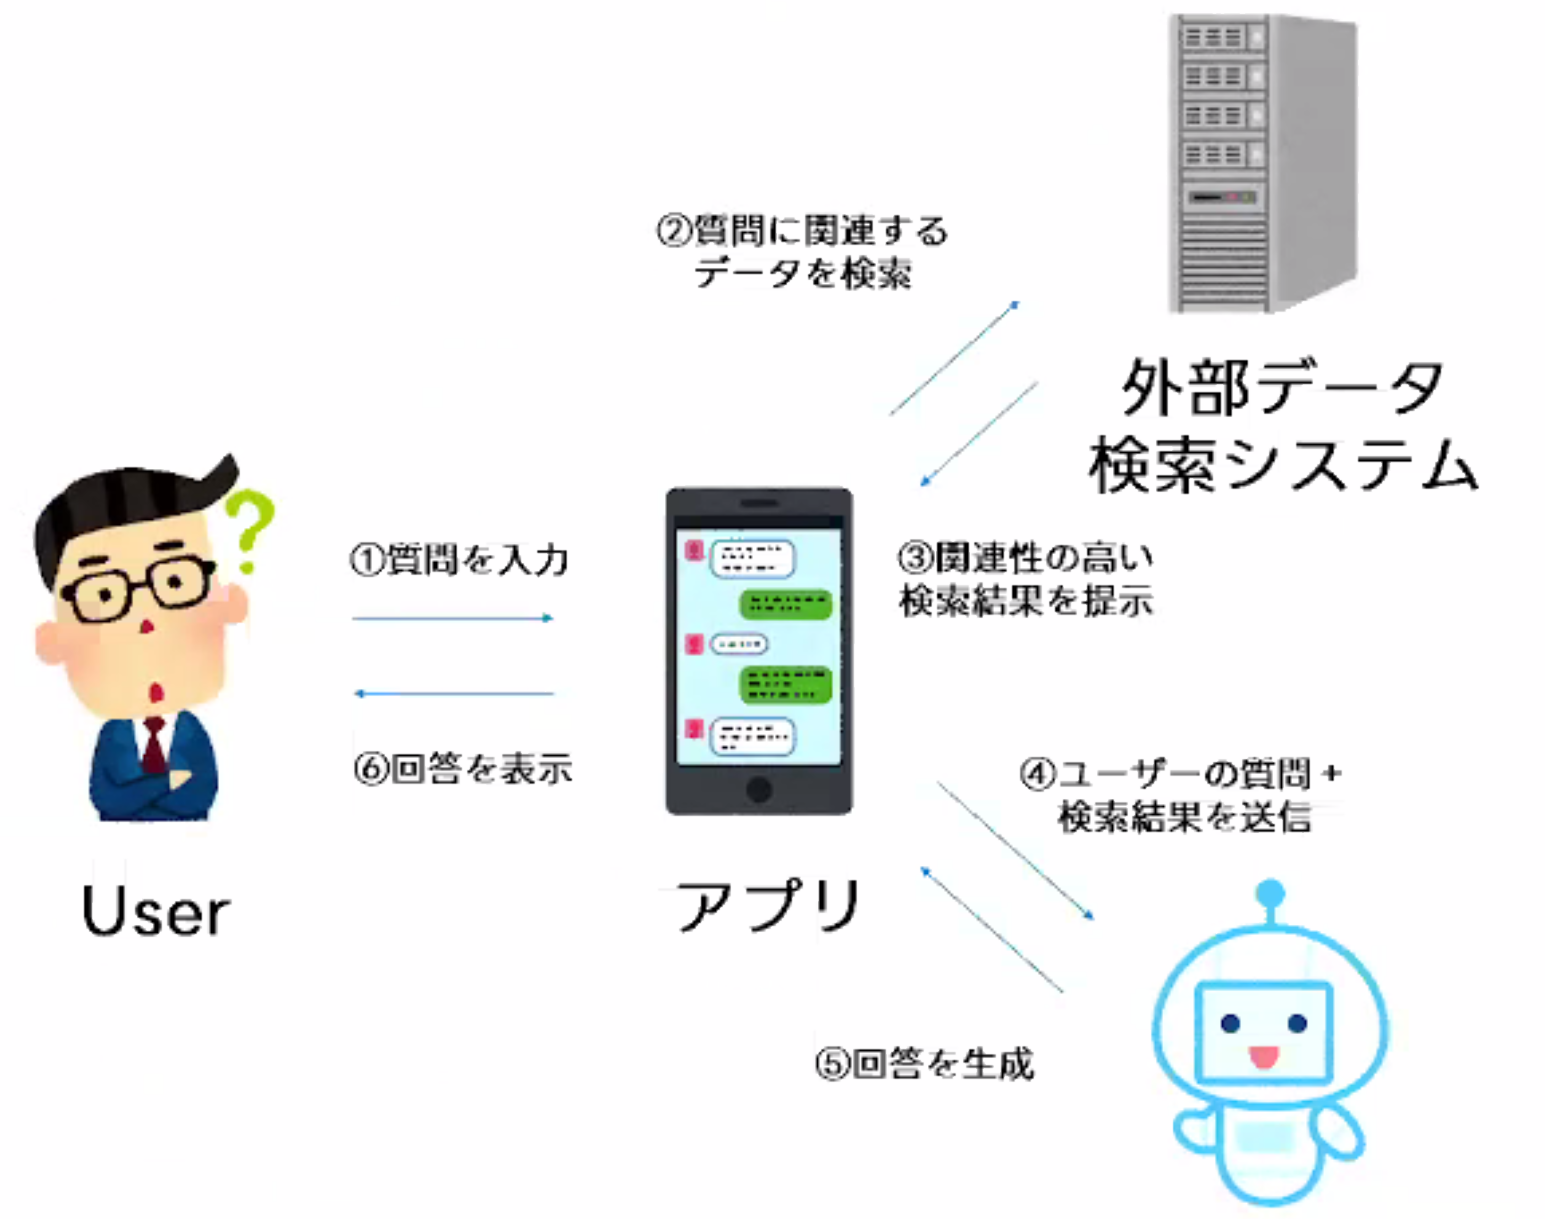 ②質問に関連する
データを検索
外部データ
検索システム
①質問を入力
③関連性の高い
検索結果を提示
⑥回答を表示
④ユーザーの質問 +
検索結果を送信
User
アプリ
⑤回答を生成